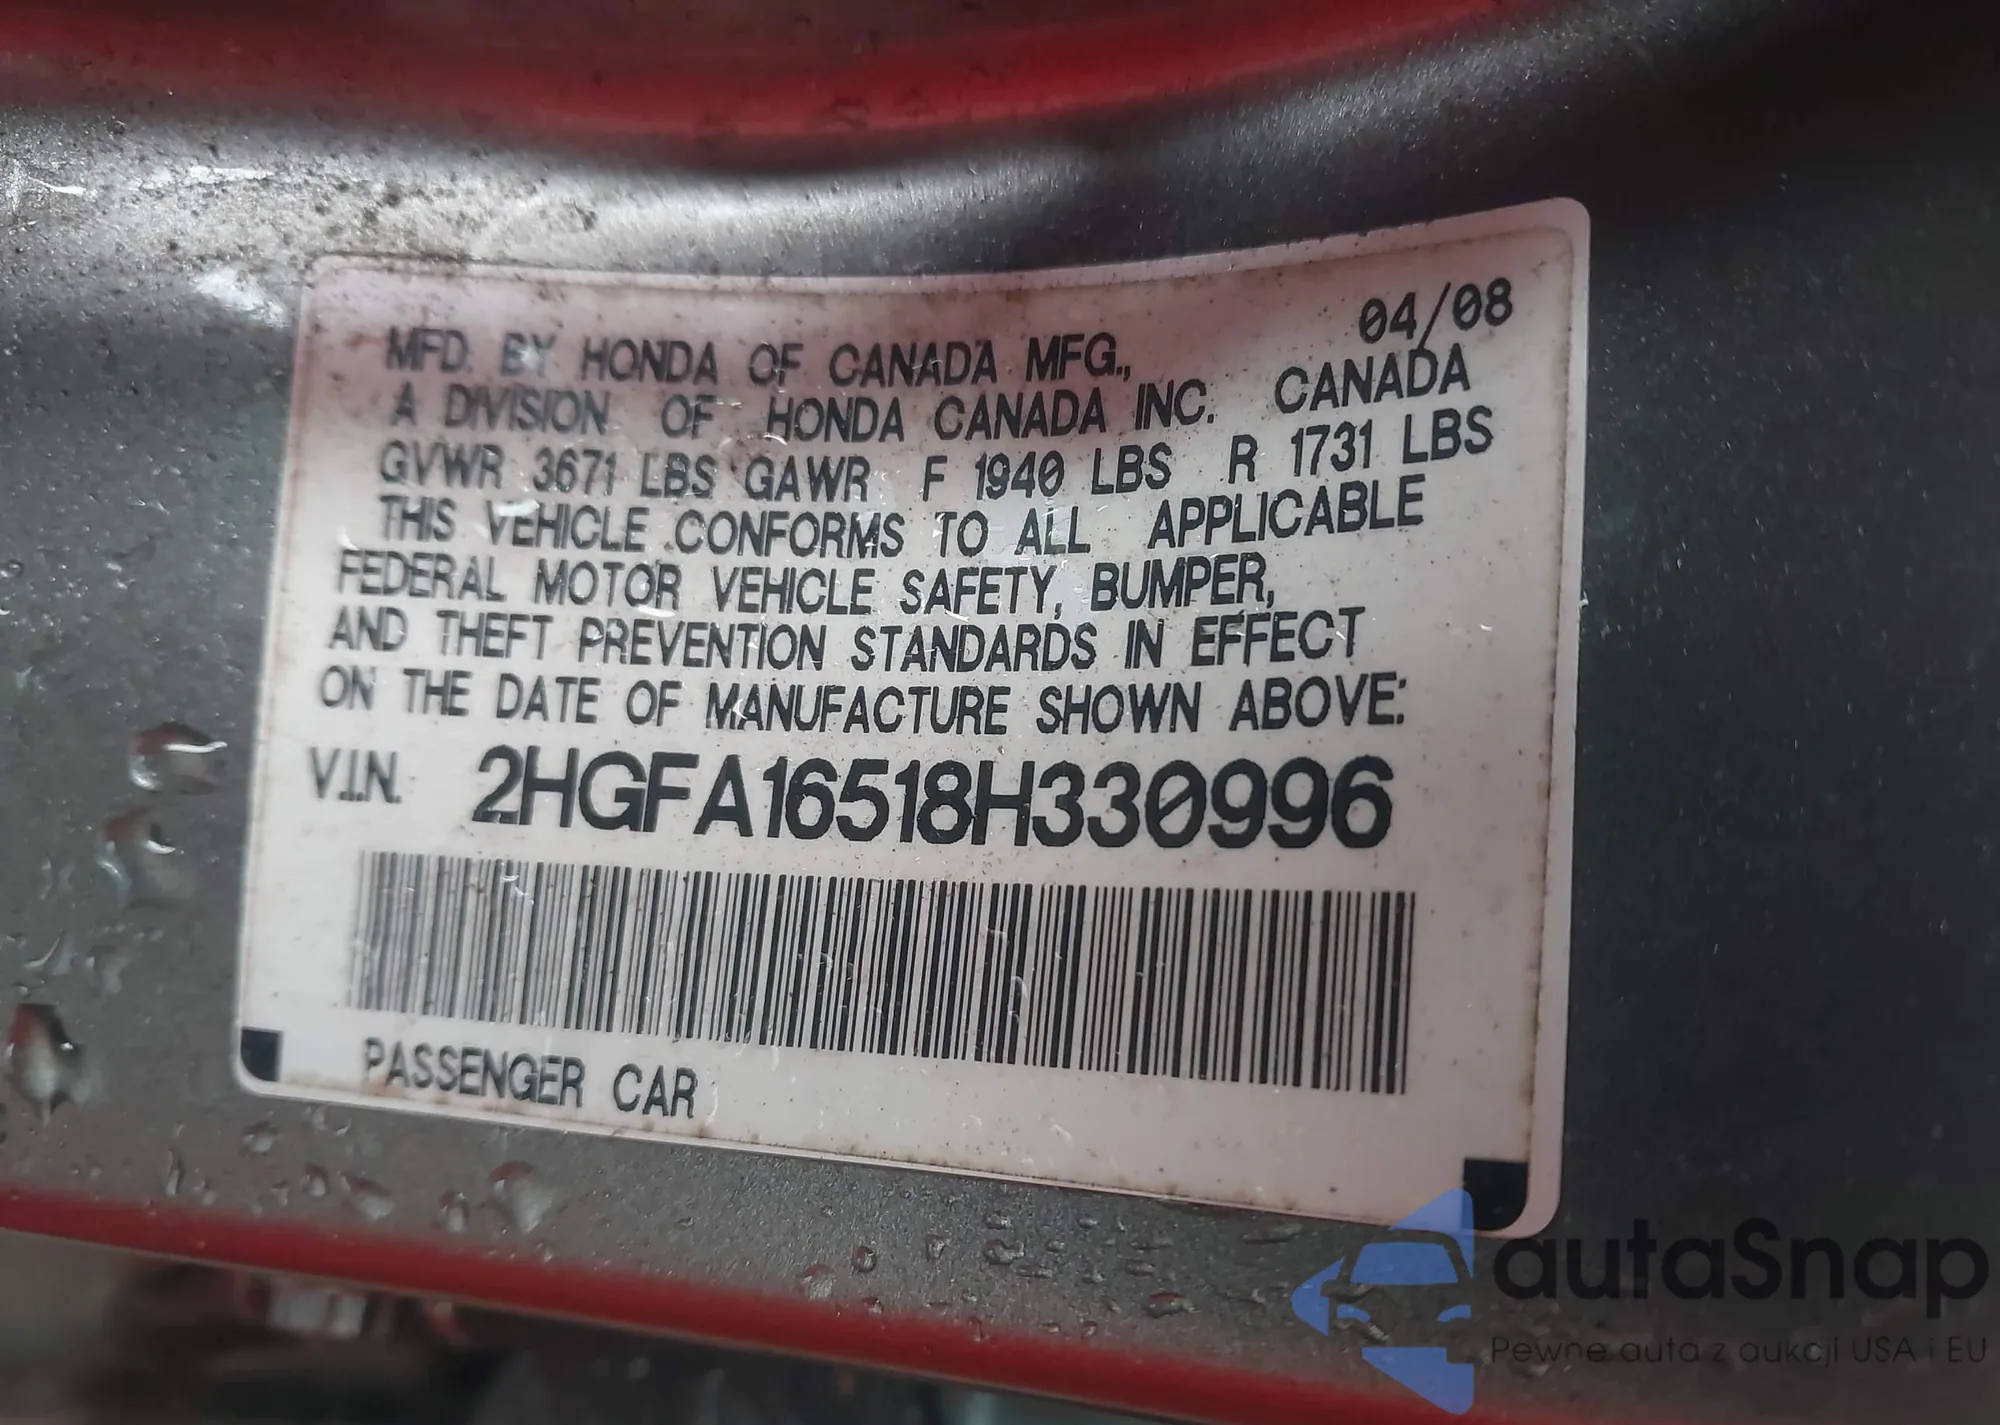 04/08
MFD. BY HONDA OF CANADA MFG.,
A DIVISION OF HONDA CANADA INC. CANADA
GVWR 3671 LBS GAWR F 1940 LBS R 1731 LBS
THIS VEHICLE CONFORMS TO ALL APPLICABLE
FEDERAL MOTOR VEHICLE SAFETY, BUMPER,
AND THEFT PREVENTION STANDARDS IN EFFECT
ON THE DATE OF MANUFACTURE SHOWN ABOVE:
V.I.N. 2HGFA16518H330996
PASSENGER CAR
autaSnap
Pewne auta z aukcji USA i EU